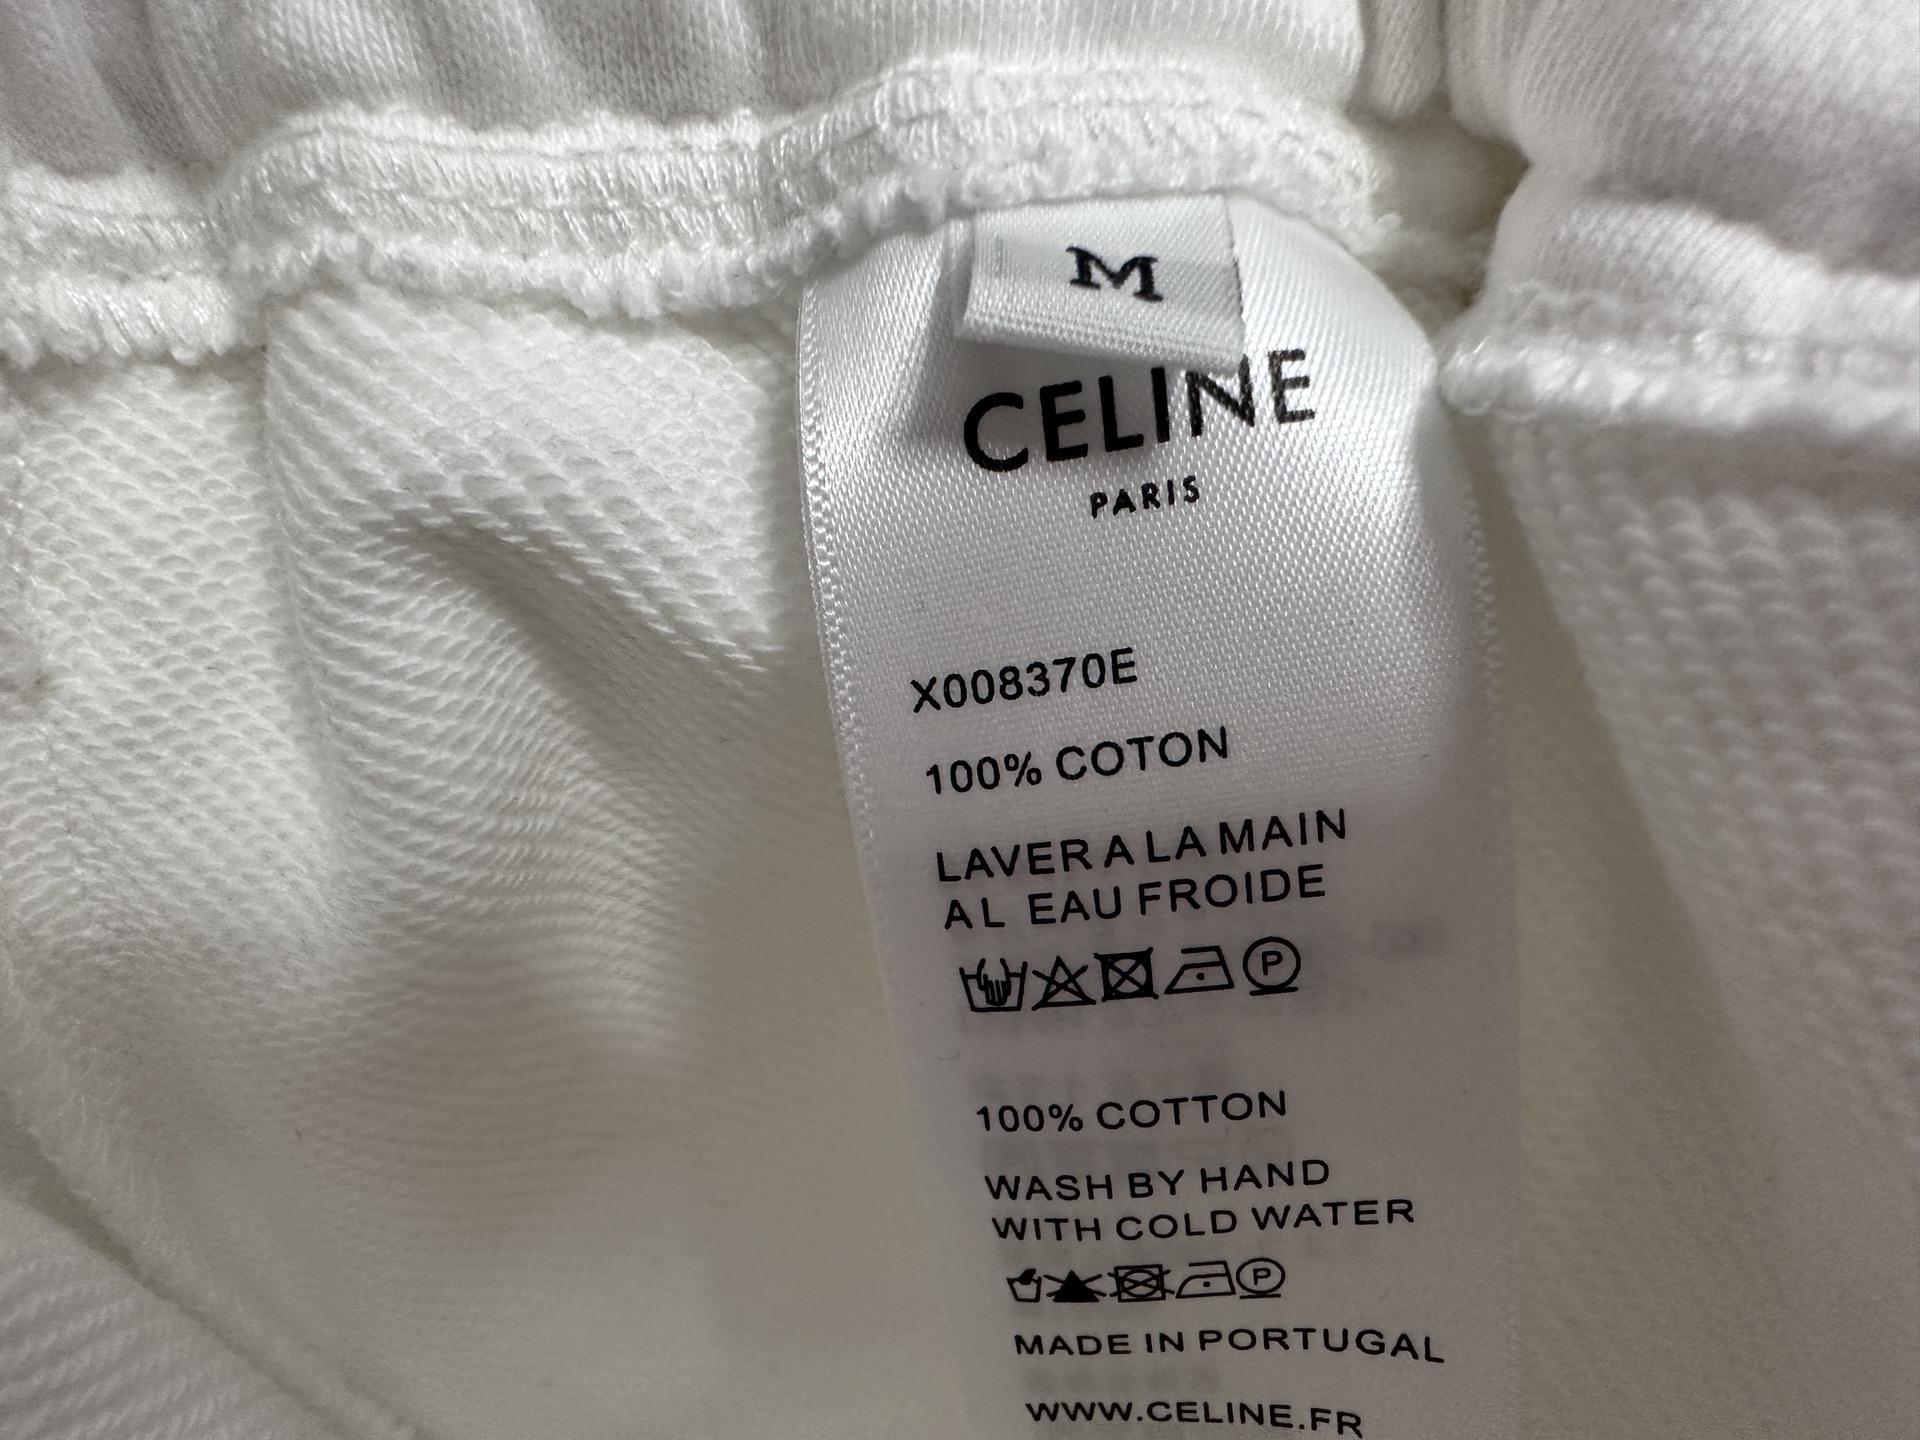 M
CELINE
PARIS
X008370E
100% COTON
LAVER A LA MAIN
A L EAU FROIDE
P
100% COTTON
WASH BY HAND
WITH COLD WATER
P
MADE IN PORTUGAL
WWW.CELINE.FR